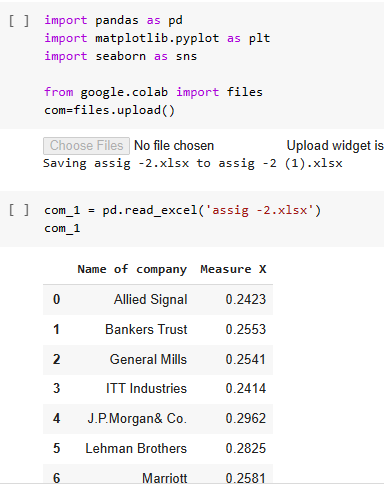 [ ] import pandas as pd
import matplotlib.pyplot as plt
import seaborn as sns
from google.colab import files
com=files.upload()
Choose Files No file chosen Upload widget is
Saving assig -2.xlsx to assig -2 (1).xlsx
[ ] com_1 = pd.read_excel('assig -2.xlsx')
com_1
Name of company Measure X
0 Allied Signal 0.2423
1 Bankers Trust 0.2553
2 General Mills 0.2541
3 ITT Industries 0.2414
4 J.P.Morgan& Co. 0.2962
5 Lehman Brothers 0.2825
6 Marriott 0.2581